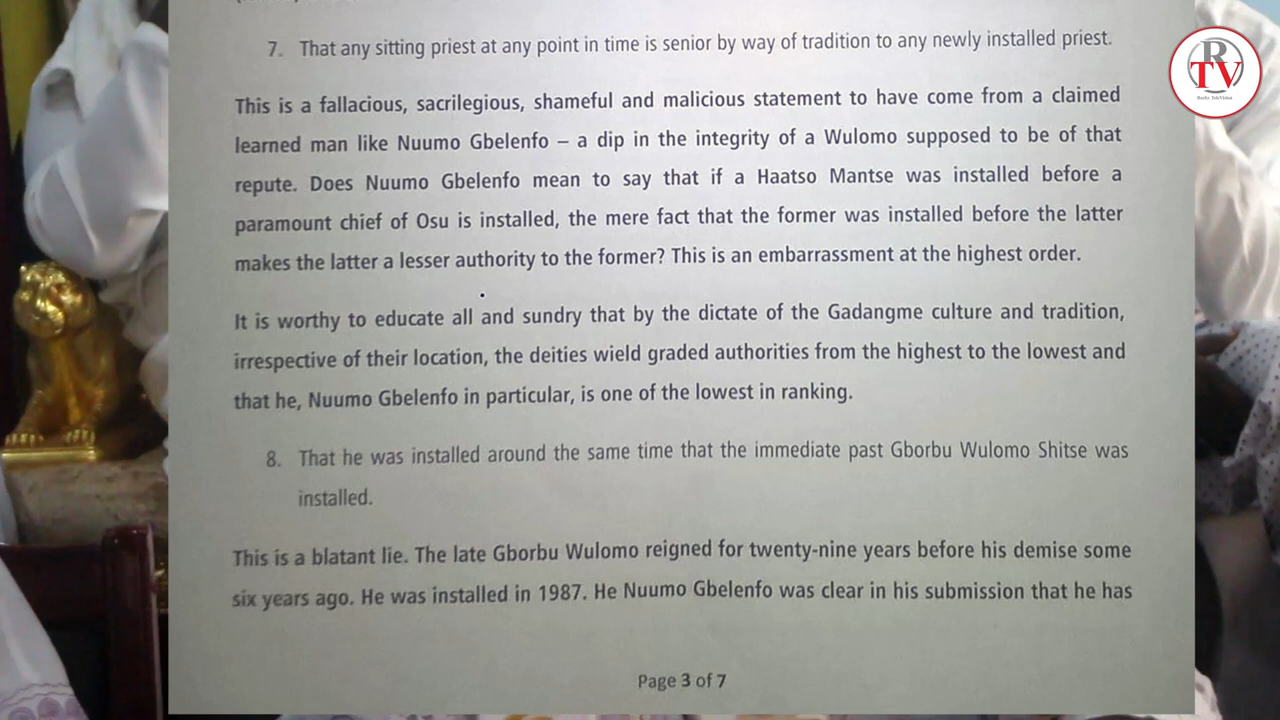 7. That any sitting priest at any point in time is senior by way of tradition to any newly installed priest.
This is a fallacious, sacrilegious, shameful and malicious statement to have come from a claimed
learned man like Nuumo Gbelenfo – a dip in the integrity of a Wulomo supposed to be of that
repute. Does Nuumo Gbelenfo mean to say that if a Haatso Mantse was installed before a
paramount chief of Osu is installed, the mere fact that the former was installed before the latter
makes the latter a lesser authority to the former? This is an embarrassment at the highest order.
It is worthy to educate all and sundry that by the dictate of the Gadangme culture and tradition,
irrespective of their location, the deities wield graded authorities from the highest to the lowest and
that he, Nuumo Gbelenfo in particular, is one of the lowest in ranking.
8. That he was installed around the same time that the immediate past Gborbu Wulomo Shitse was
installed.
This is a blatant lie. The late Gborbu Wulomo reigned for twenty-nine years before his demise some
six years ago. He was installed in 1987. He Nuumo Gbelenfo was clear in his submission that he has
Page 3 of 7
R
TV